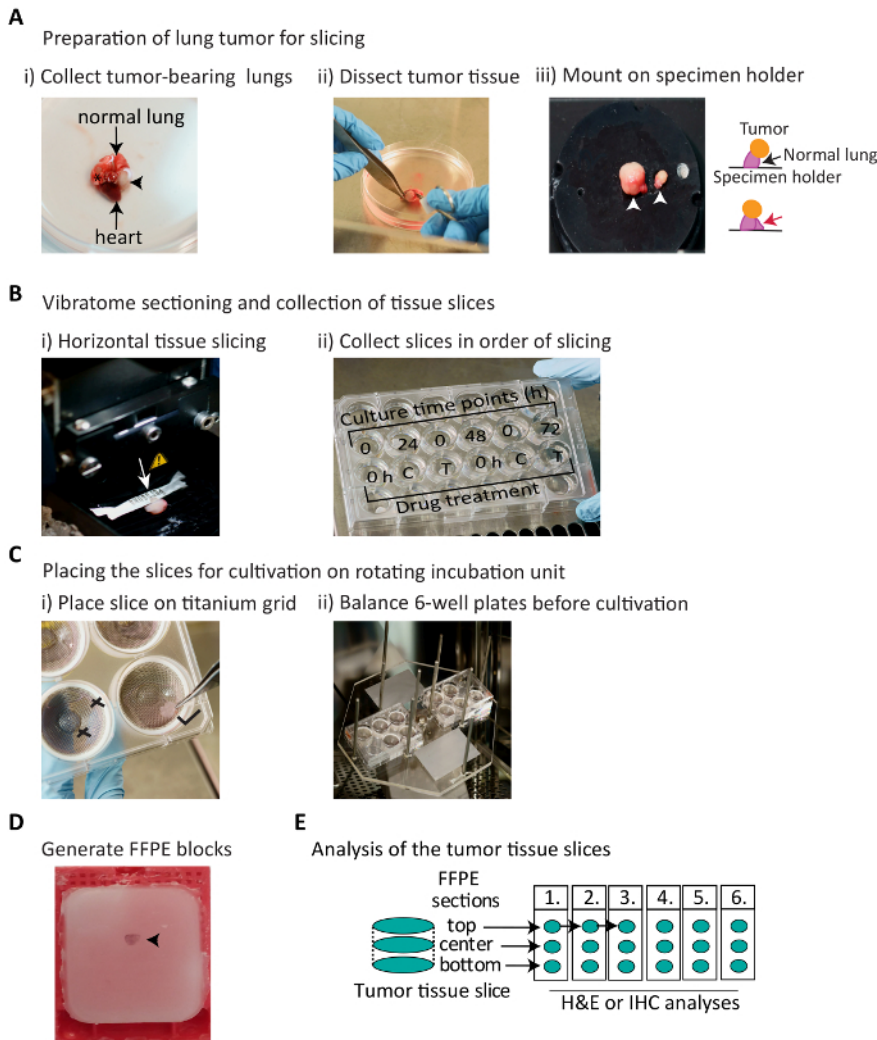 A
Preparation of lung tumor for slicing
i) Collect tumor-bearing lungs
ii) Dissect tumor tissue
iii) Mount on specimen holder
normal lung
heart
Tumor
Normal lung
Specimen holder
B
Vibratome sectioning and collection of tissue slices
i) Horizontal tissue slicing
ii) Collect slices in order of slicing
Culture time points (h)
0 24 0 48 0 72
0 h C T 0 h C T
Drug treatment
C
Placing the slices for cultivation on rotating incubation unit
i) Place slice on titanium grid
ii) Balance 6-well plates before cultivation
D
Generate FFPE blocks
E
Analysis of the tumor tissue slices
FFPE
sections
1. 2. 3. 4. 5. 6.
top
center
bottom
Tumor tissue slice
H&E or IHC analyses